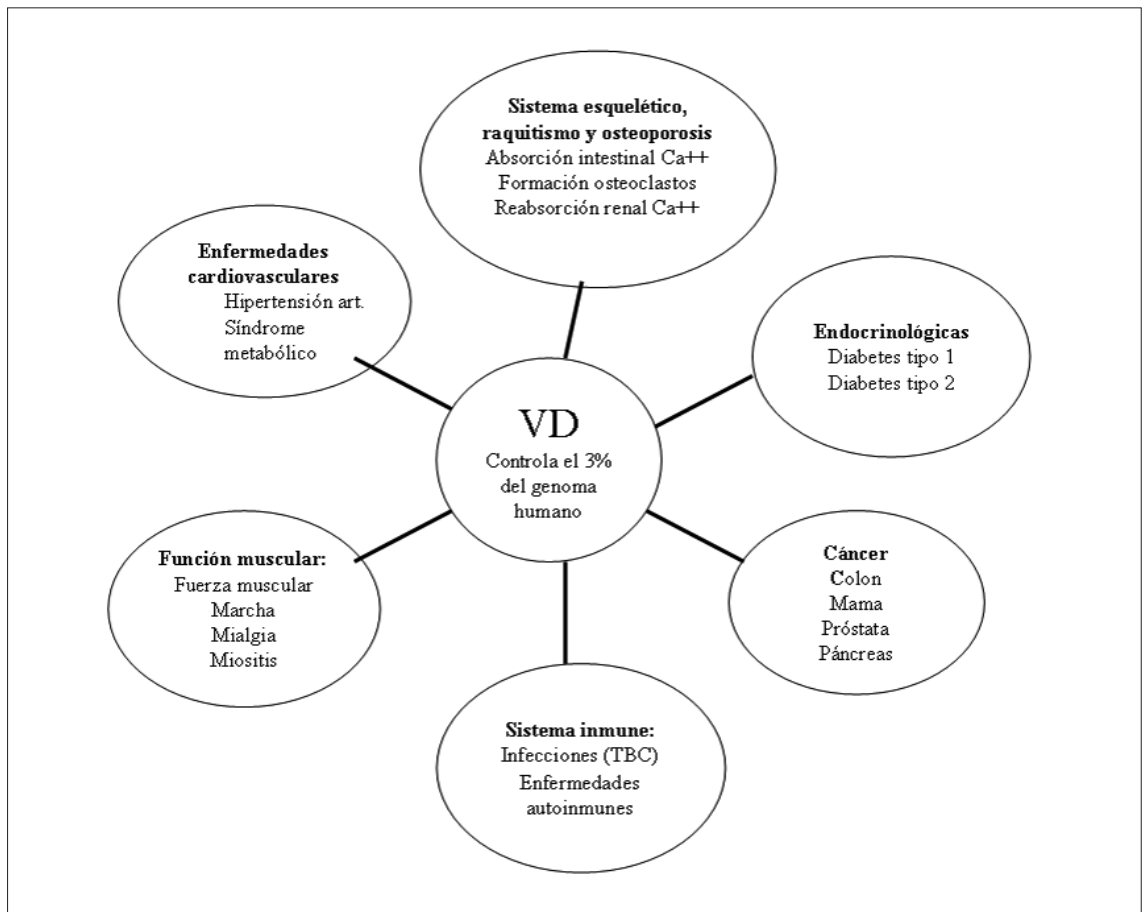 Sistema esquelético,
raquitismo y osteoporosis
Absorción intestinal Ca++
Formación osteoclastos
Reabsorción renal Ca++
Enfermedades
cardiovasculares
Hipertensión art.
Síndrome
metabólico
Endocrinológicas
Diabetes tipo 1
Diabetes tipo 2
VD
Controla el 3%
del genoma
humano
Función muscular:
Fuerza muscular
Marcha
Mialgia
Miositis
Cáncer
Colon
Mama
Próstata
Páncreas
Sistema inmune:
Infecciones (TBC)
Enfermedades
autoinmunes